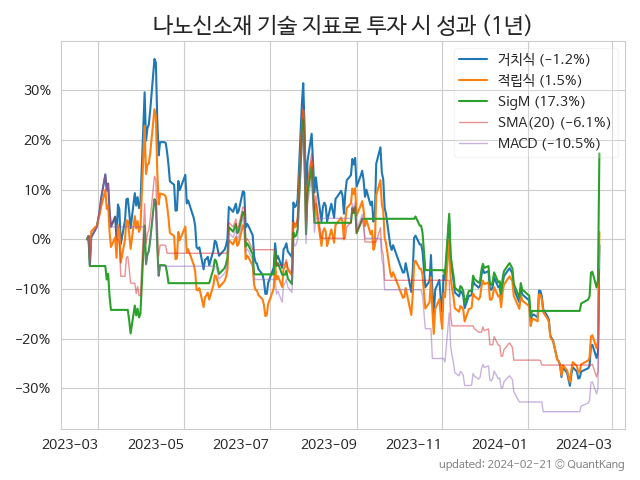 나노신소재 기술 지표로 투자 시 성과 (1년)
거치식 (−1.2%)
적립식 (1.5%)
SigM (17.3%)
SMA(20) (−6.1%)
MACD (−10.5%)
30%
20%
10%
0%
−10%
−20%
−30%
2023-03 2023-05 2023-07 2023-09 2023-11 2024-01 2024-03
updated: 2024-02-21 © QuantKang